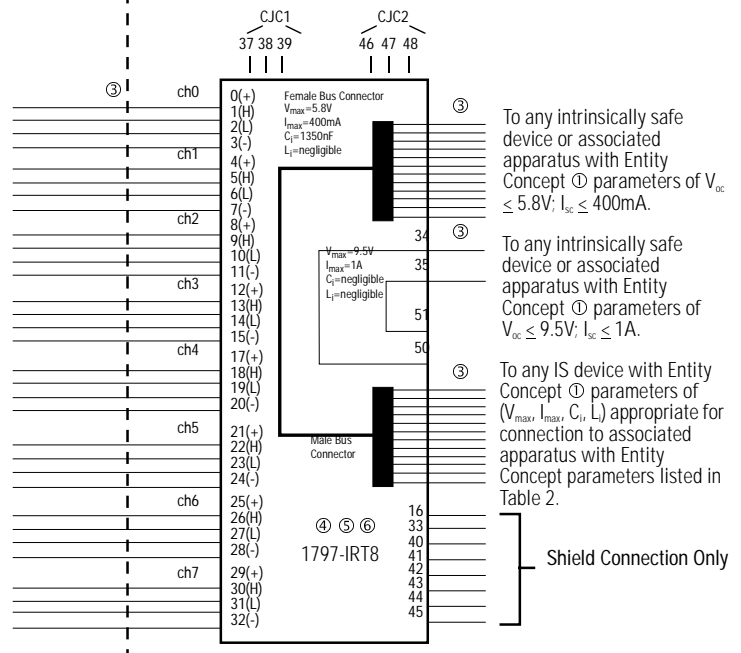 CJC1
CJC2
37 38 39
46 47 48
③
ch0
0(+)
1(H)
2(L)
3(-)
ch1
4(+)
5(H)
6(L)
7(-)
ch2
8(+)
9(H)
10(L)
11(-)
ch3
12(+)
13(H)
14(L)
15(-)
ch4
17(+)
18(H)
19(L)
20(-)
ch5
21(+)
22(H)
23(L)
24(-)
ch6
25(+)
26(H)
27(L)
28(-)
ch7
29(+)
30(H)
31(L)
32(-)
Female Bus Connector
Vmax=5.8V
Imax=400mA
Ci=1350nF
Li=negligible
Vmax=9.5V
Imax=1A
Ci=negligible
Li=negligible
34
35
51
50
Male Bus
Connector
④ ⑤ ⑥
1797-IRT8
16
33
40
41
42
43
44
45
③
To any intrinsically safe
device or associated
apparatus with Entity
Concept ① parameters of Voc
≤ 5.8V; Isc ≤ 400mA.
③
To any intrinsically safe
device or associated
apparatus with Entity
Concept ① parameters of
Voc ≤ 9.5V; Isc ≤ 1A.
③
To any IS device with Entity
Concept ① parameters of
(Vmax, Imax, Ci, Li) appropriate for
connection to associated
apparatus with Entity
Concept parameters listed in
Table 2.
Shield Connection Only